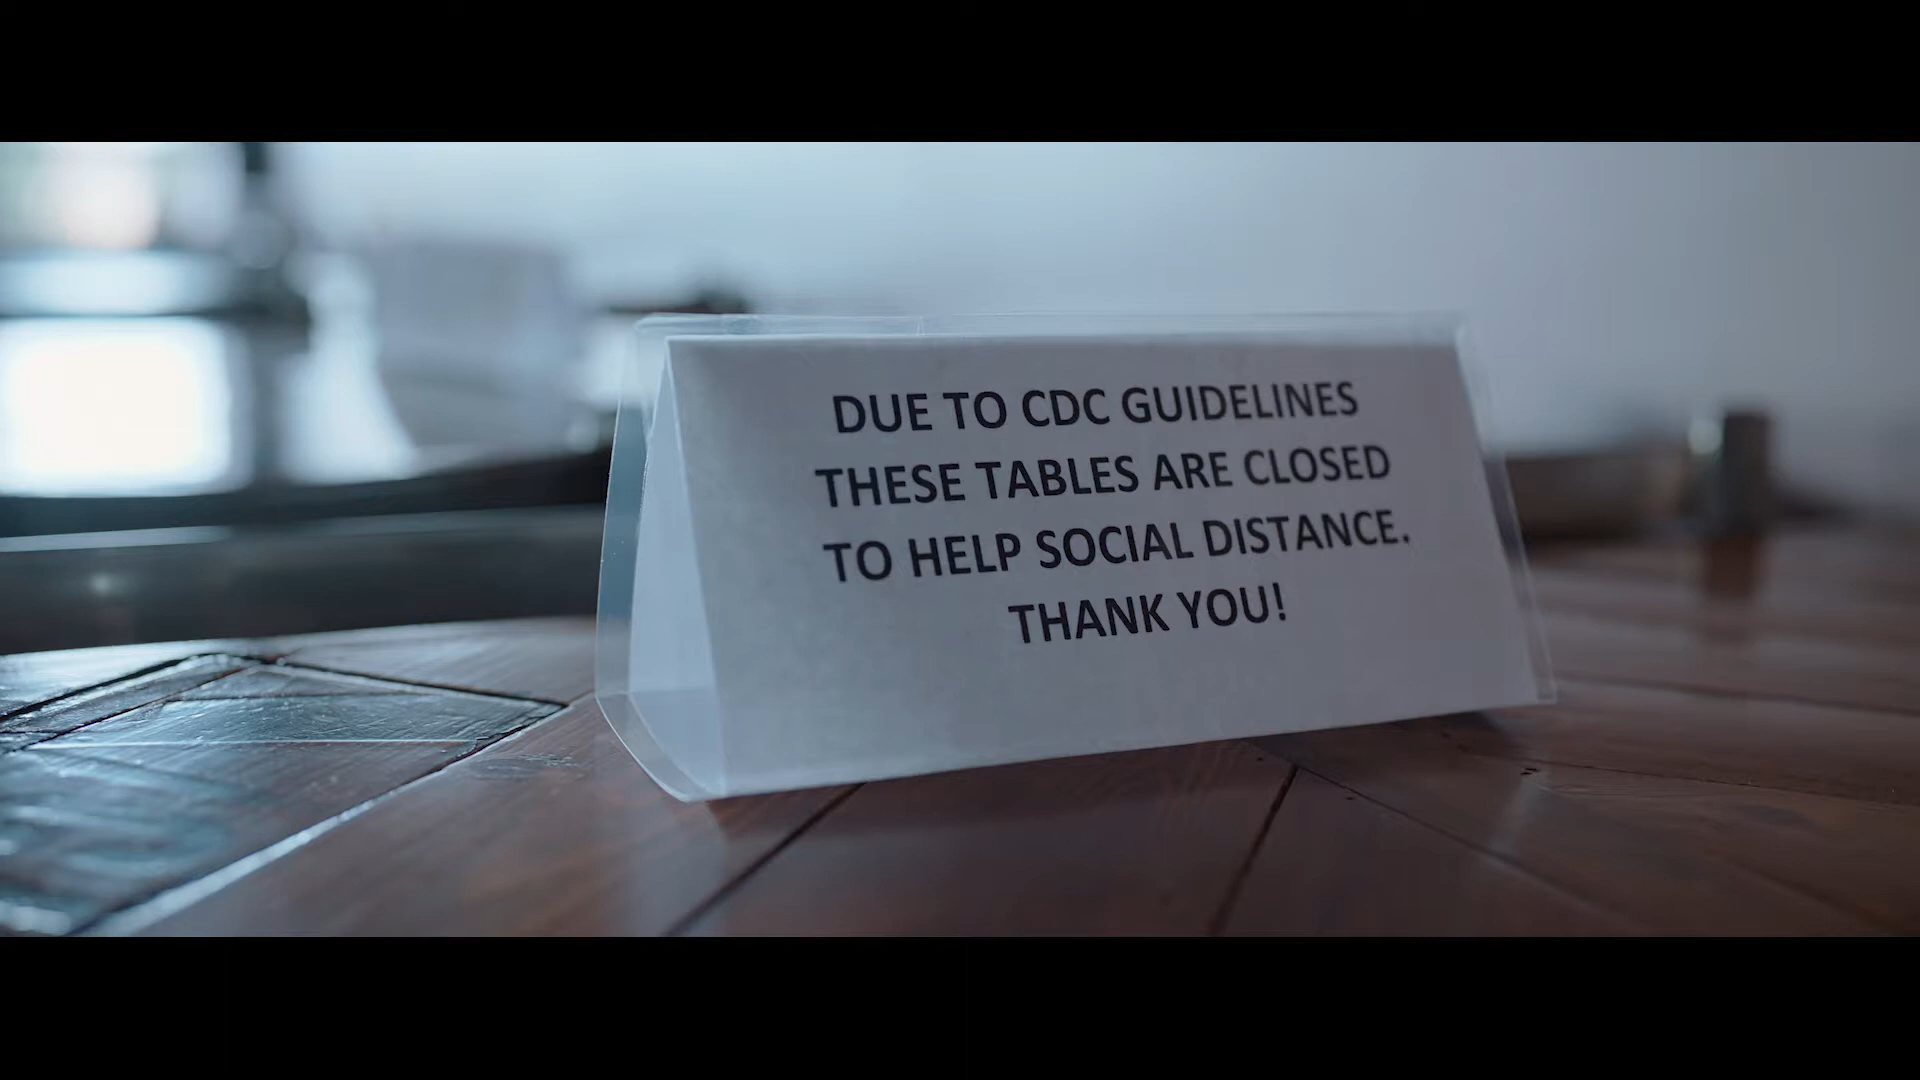 DUE TO CDC GUIDELINES
THESE TABLES ARE CLOSED
TO HELP SOCIAL DISTANCE.
THANK YOU!